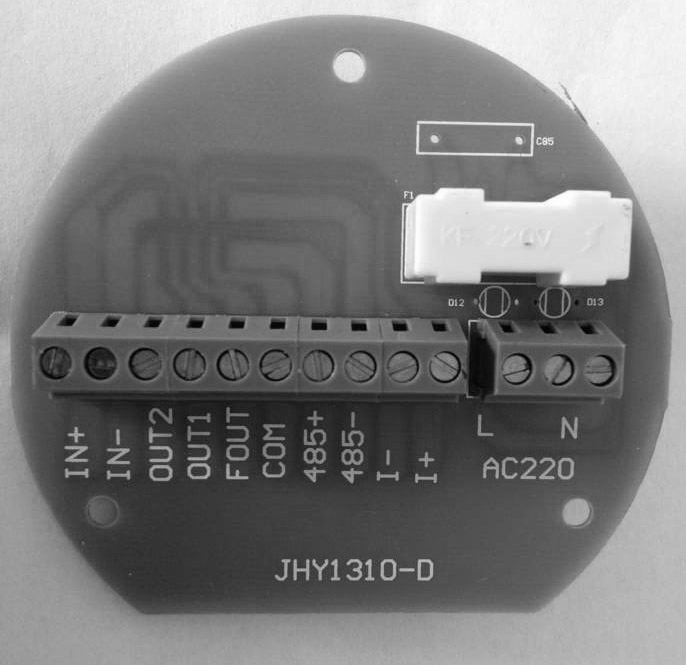 C85
F1
KF 220V
D12
D13
IN+
IN-
OUT2
OUT1
FOUT
COM
485+
485-
I-
I+
L
N
AC220
JHY1310-D